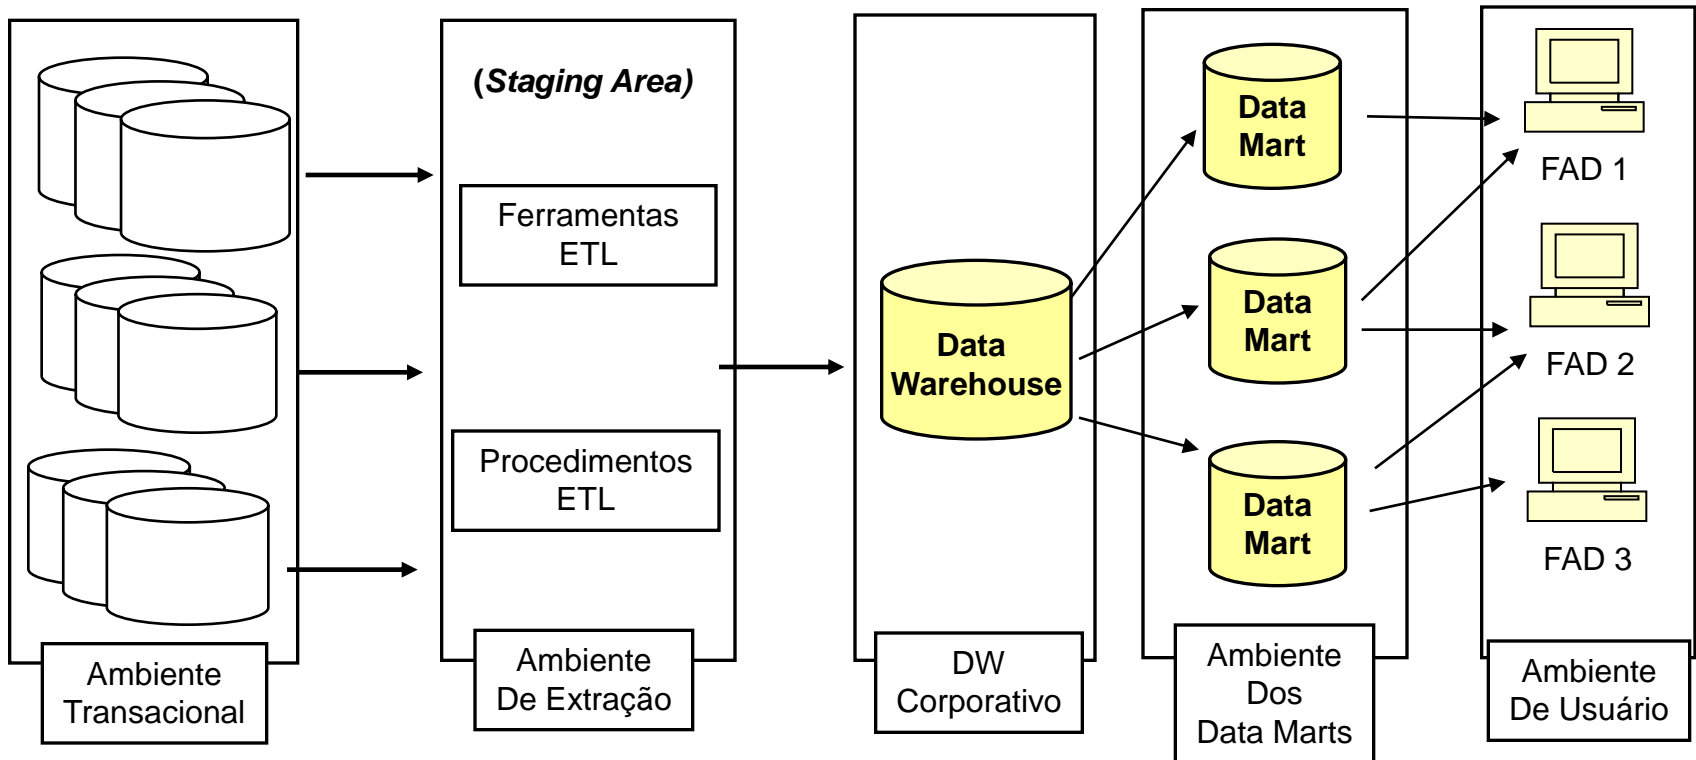 (Staging Area)
Ferramentas
ETL
Procedimentos
ETL
Data
Warehouse
Data
Mart
Data
Mart
Data
Mart
FAD 1
FAD 2
FAD 3
Ambiente
Transacional
Ambiente
De Extração
DW
Corporativo
Ambiente
Dos
Data Marts
Ambiente
De Usuário